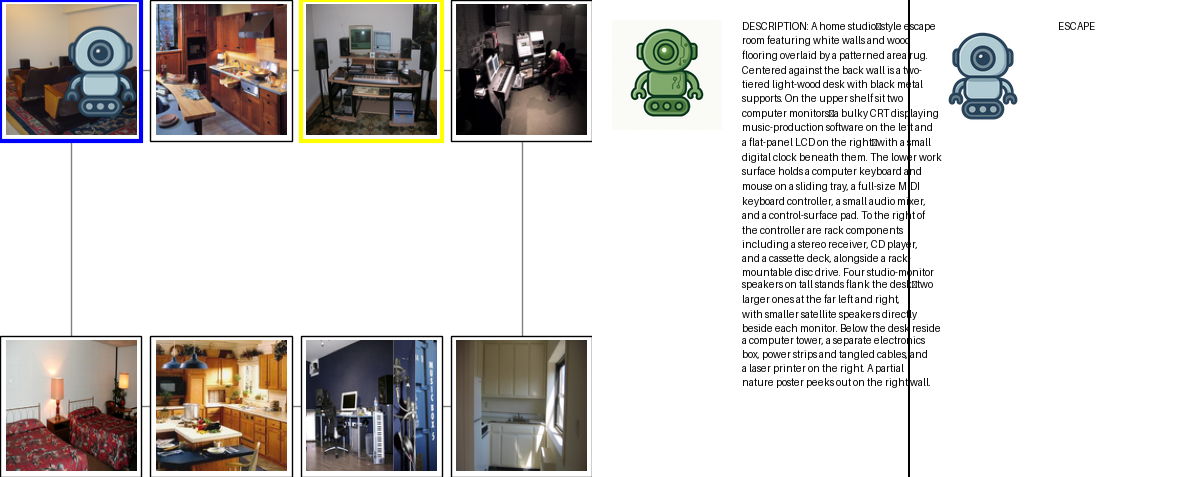 DESCRIPTION: A home studio style escape
room featuring white walls and wood
flooring overlaid by a patterned area rug.
Centered against the back wall is a two-
tiered light-wood desk with black metal
supports. On the upper shelf sit two
computer monitors a bulky CRT displaying
music-production software on the left and
a flat-panel LCD on the right with a small
digital clock beneath them. The lower work
surface holds a computer keyboard and
mouse on a sliding tray, a full-size MIDI
keyboard controller, a small audio mixer,
and a control-surface pad. To the right of
the controller are rack components
including a stereo receiver, CD player,
and a cassette deck, alongside a rack-
mountable disc drive. Four studio-monitor
speakers on tall stands flank the desk two
larger ones at the far left and right,
with smaller satellite speakers directly
beside each monitor. Below the desk reside
a computer tower, a separate electronics
box, power strips and tangled cables, and
a laser printer on the right. A partial
nature poster peeks out on the right wall.
ESCAPE
MUSIC BOX 5